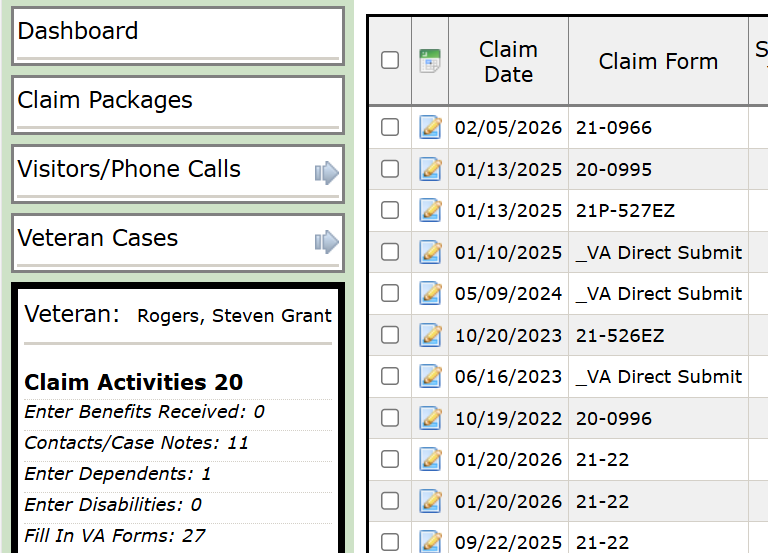 Dashboard
Claim Packages
Visitors/Phone Calls
Veteran Cases
Veteran: Rogers, Steven Grant
Claim Activities 20
Enter Benefits Received: 0
Contacts/Case Notes: 11
Enter Dependents: 1
Enter Disabilities: 0
Fill In VA Forms: 27
Claim Date Claim Form S
02/05/2026 21-0966
01/13/2025 20-0995
01/13/2025 21P-527EZ
01/10/2025 _VA Direct Submit
05/09/2024 _VA Direct Submit
10/20/2023 21-526EZ
06/16/2023 _VA Direct Submit
10/19/2022 20-0996
01/20/2026 21-22
01/20/2026 21-22
09/22/2025 21-22